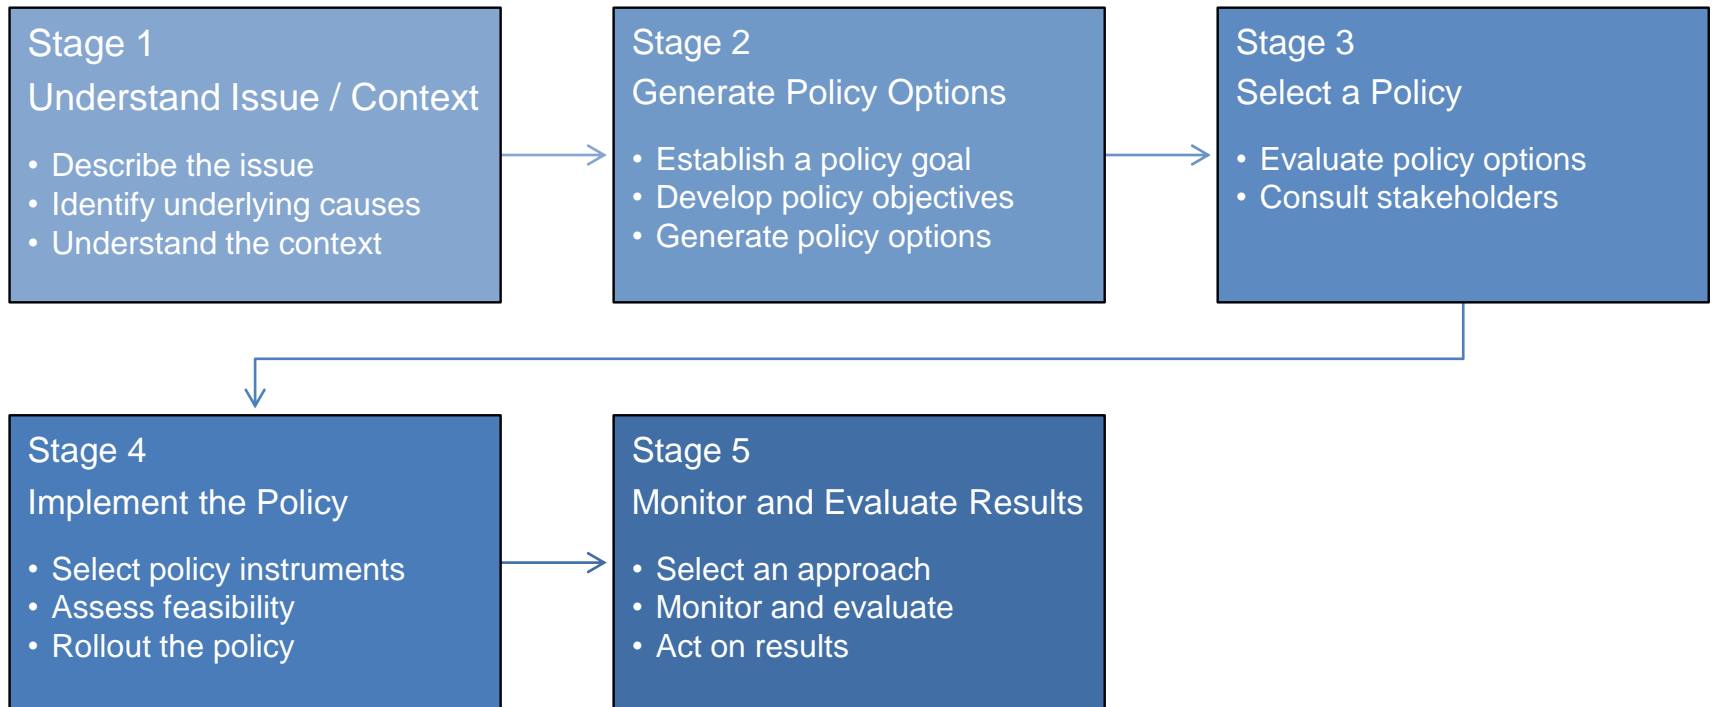 Stage 1
Understand Issue / Context
• Describe the issue
• Identify underlying causes
• Understand the context
Stage 2
Generate Policy Options
• Establish a policy goal
• Develop policy objectives
• Generate policy options
Stage 3
Select a Policy
• Evaluate policy options
• Consult stakeholders
Stage 4
Implement the Policy
• Select policy instruments
• Assess feasibility
• Rollout the policy
Stage 5
Monitor and Evaluate Results
• Select an approach
• Monitor and evaluate
• Act on results